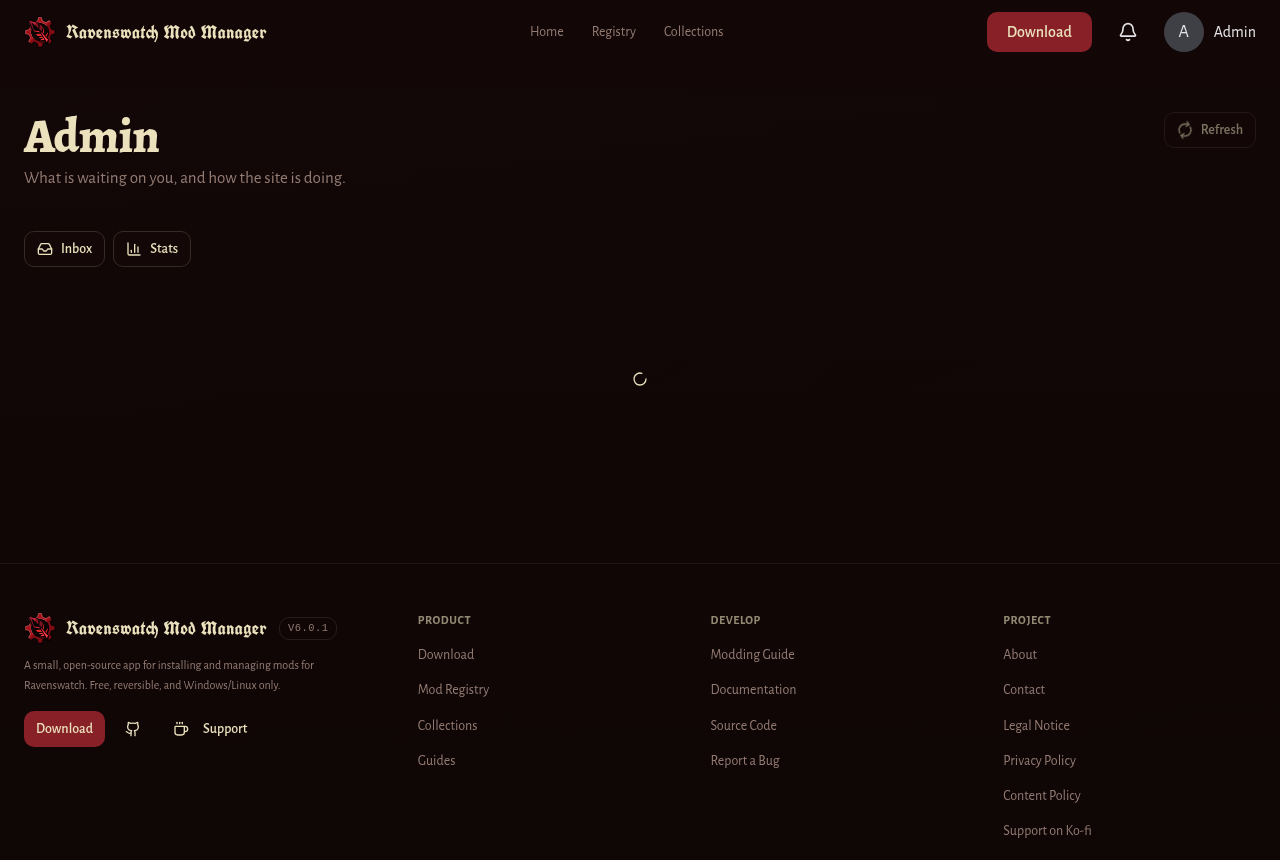 Ravenswatch Mod Manager
Home
Registry
Collections
Download
A
Admin
Admin
Refresh
What is waiting on you, and how the site is doing.
Inbox
Stats
Ravenswatch Mod Manager
V6.0.1
A small, open-source app for installing and managing mods for
Ravenswatch. Free, reversible, and Windows/Linux only.
Download
Support
PRODUCT
Download
Mod Registry
Collections
Guides
DEVELOP
Modding Guide
Documentation
Source Code
Report a Bug
PROJECT
About
Contact
Legal Notice
Privacy Policy
Content Policy
Support on Ko-fi